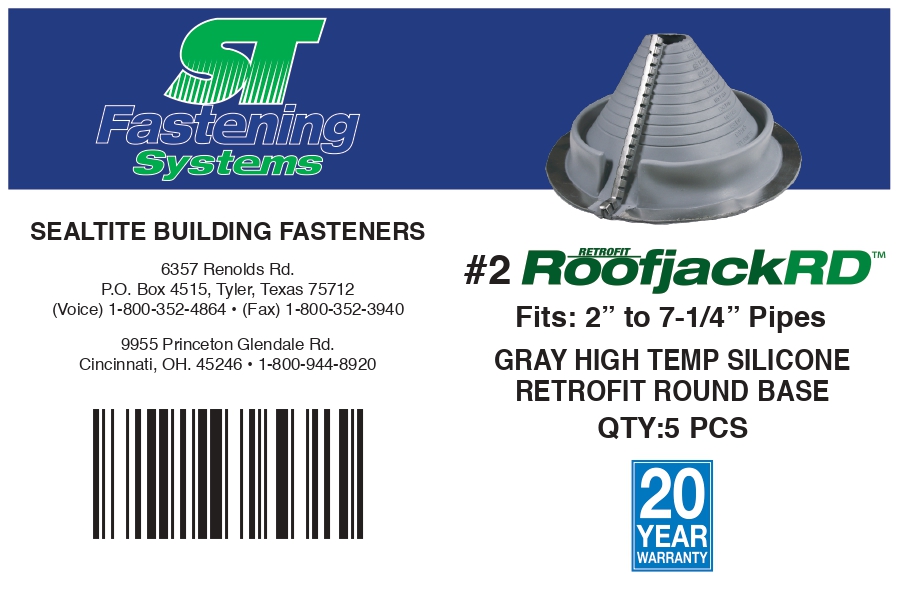 ST
Fastening
Systems
SEALTITE BUILDING FASTENERS
6357 Renolds Rd.
P.O. Box 4515, Tyler, Texas 75712
(Voice) 1-800-352-4864 • (Fax) 1-800-352-3940
9955 Princeton Glendale Rd.
Cincinnati, OH. 45246 • 1-800-944-8920
#2 RETROFIT RoofjackRD™
Fits: 2” to 7-1/4” Pipes
GRAY HIGH TEMP SILICONE
RETROFIT ROUND BASE
QTY:5 PCS
20
YEAR
WARRANTY